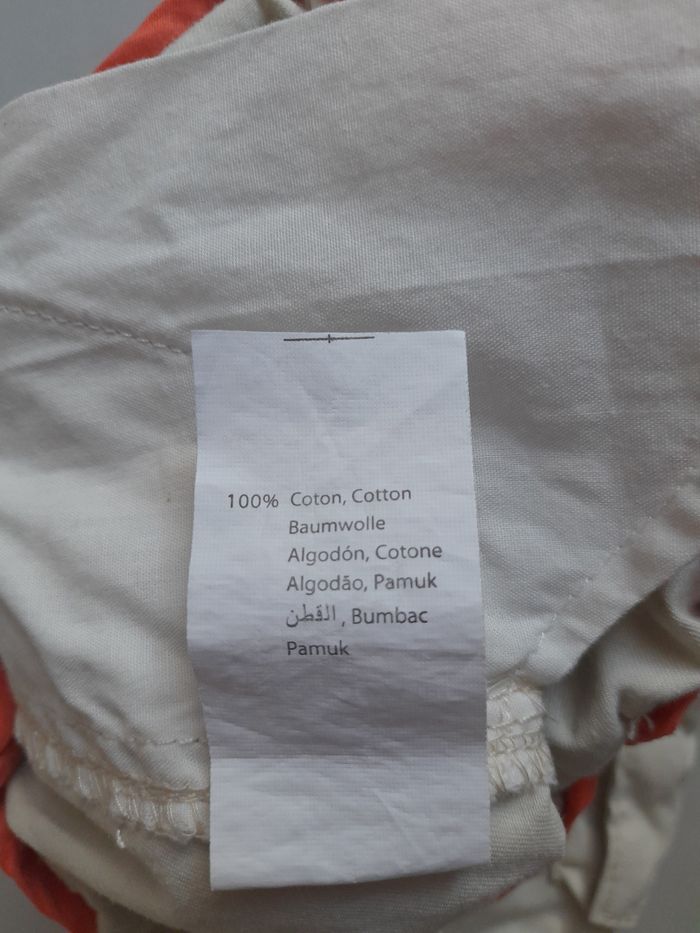 100% Coton, Cotton
Baumwolle
Algodón, Cotone
Algodão, Pamuk
القطن, Bumbac
Pamuk